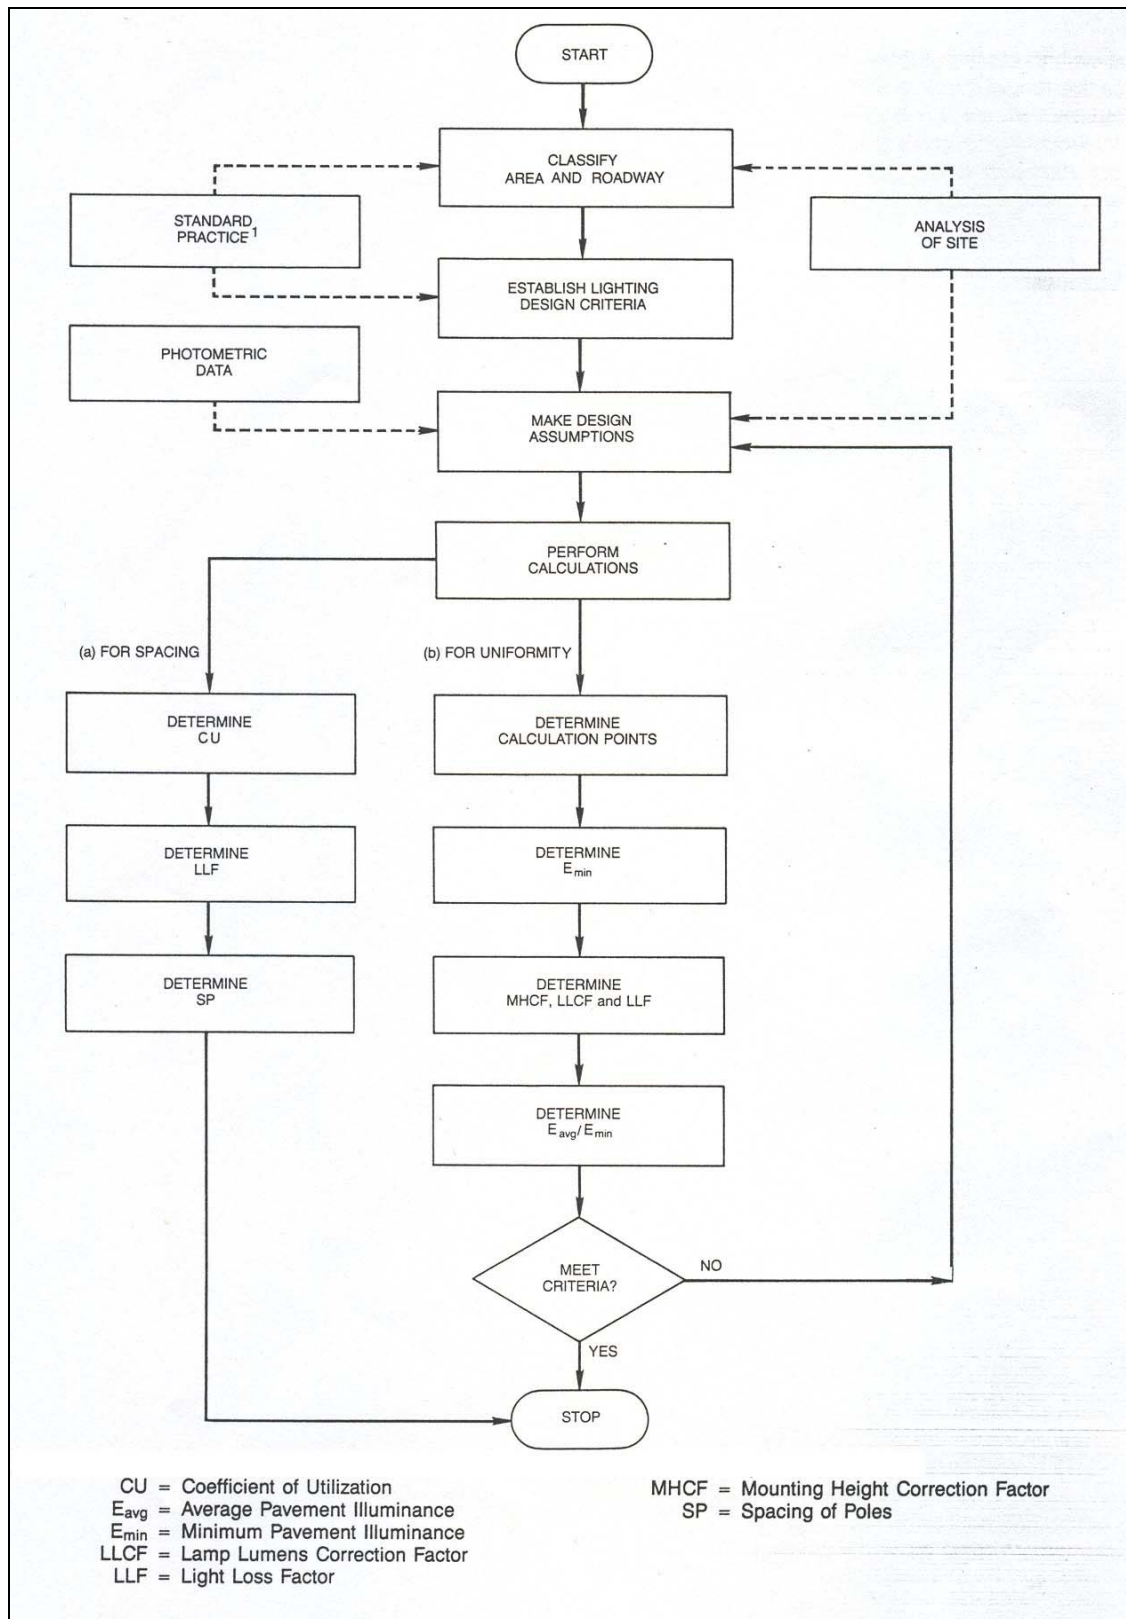 START
CLASSIFY
AREA AND ROADWAY
STANDARD
PRACTICE1
ANALYSIS
OF SITE
ESTABLISH LIGHTING
DESIGN CRITERIA
PHOTOMETRIC
DATA
MAKE DESIGN
ASSUMPTIONS
PERFORM
CALCULATIONS
(a) FOR SPACING
(b) FOR UNIFORMITY
DETERMINE
CU
DETERMINE
CALCULATION POINTS
DETERMINE
LLF
DETERMINE
Emin
DETERMINE
SP
DETERMINE
MHCF, LLCF and LLF
DETERMINE
Eavg/Emin
MEET
CRITERIA?
NO
YES
STOP
CU = Coefficient of Utilization
Eavg = Average Pavement Illuminance
Emin = Minimum Pavement Illuminance
LLCF = Lamp Lumens Correction Factor
LLF = Light Loss Factor
MHCF = Mounting Height Correction Factor
SP = Spacing of Poles